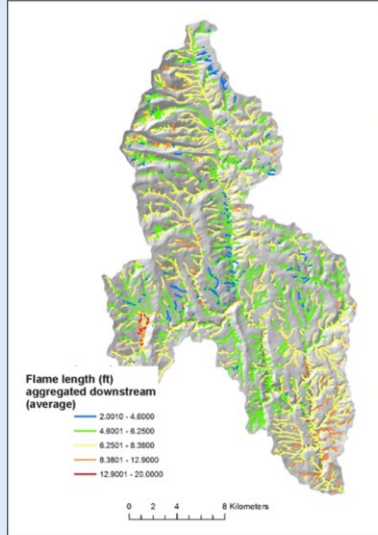 Flame length (ft)
aggregated downstream
(average)
2.0010 - 4.6000
4.6001 - 6.2500
6.2501 - 8.3800
8.3801 - 12.9000
12.9001 - 20.0000
0 2 4 8 Kilometers